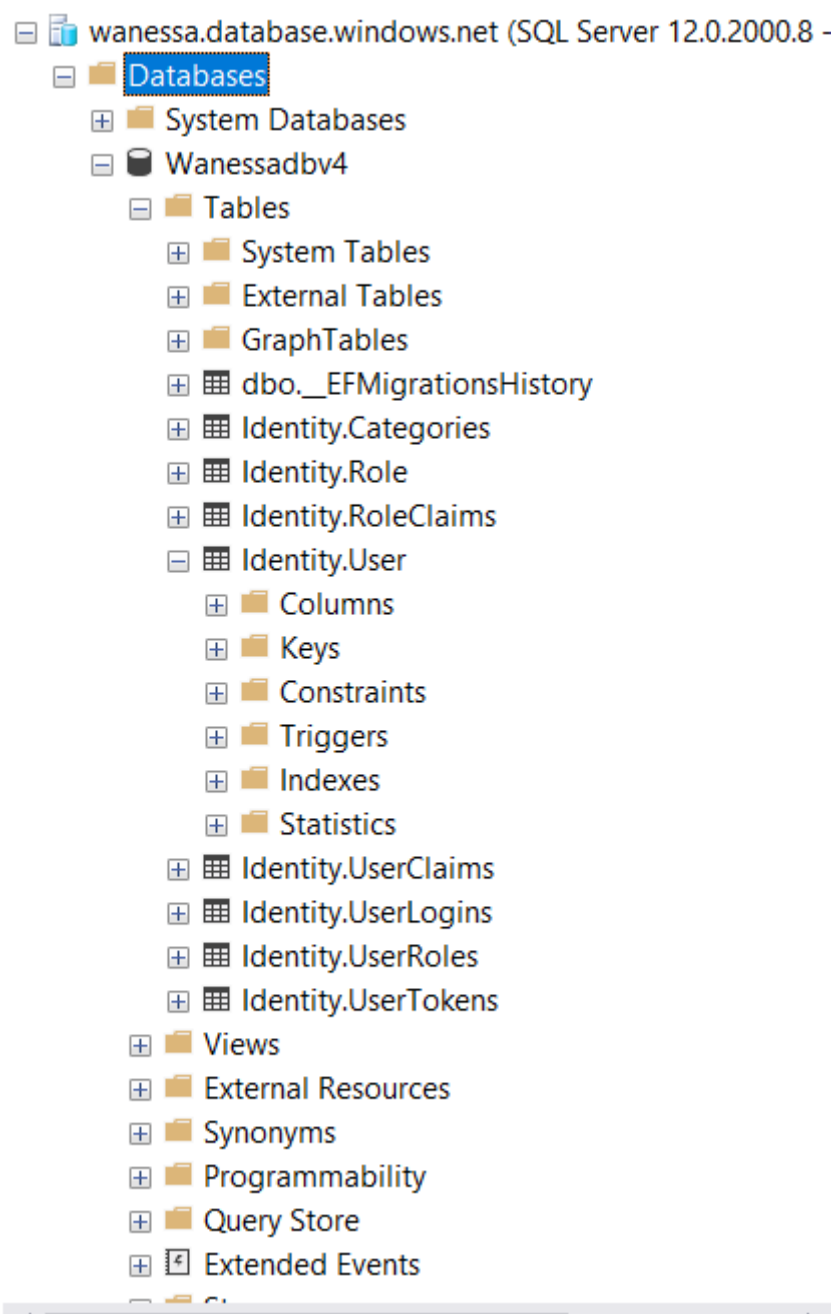 wanessa.database.windows.net (SQL Server 12.0.2000.8 -
Databases
System Databases
Wanessadbv4
Tables
System Tables
External Tables
GraphTables
dbo.__EFMigrationsHistory
Identity.Categories
Identity.Role
Identity.RoleClaims
Identity.User
Columns
Keys
Constraints
Triggers
Indexes
Statistics
Identity.UserClaims
Identity.UserLogins
Identity.UserRoles
Identity.UserTokens
Views
External Resources
Synonyms
Programmability
Query Store
Extended Events